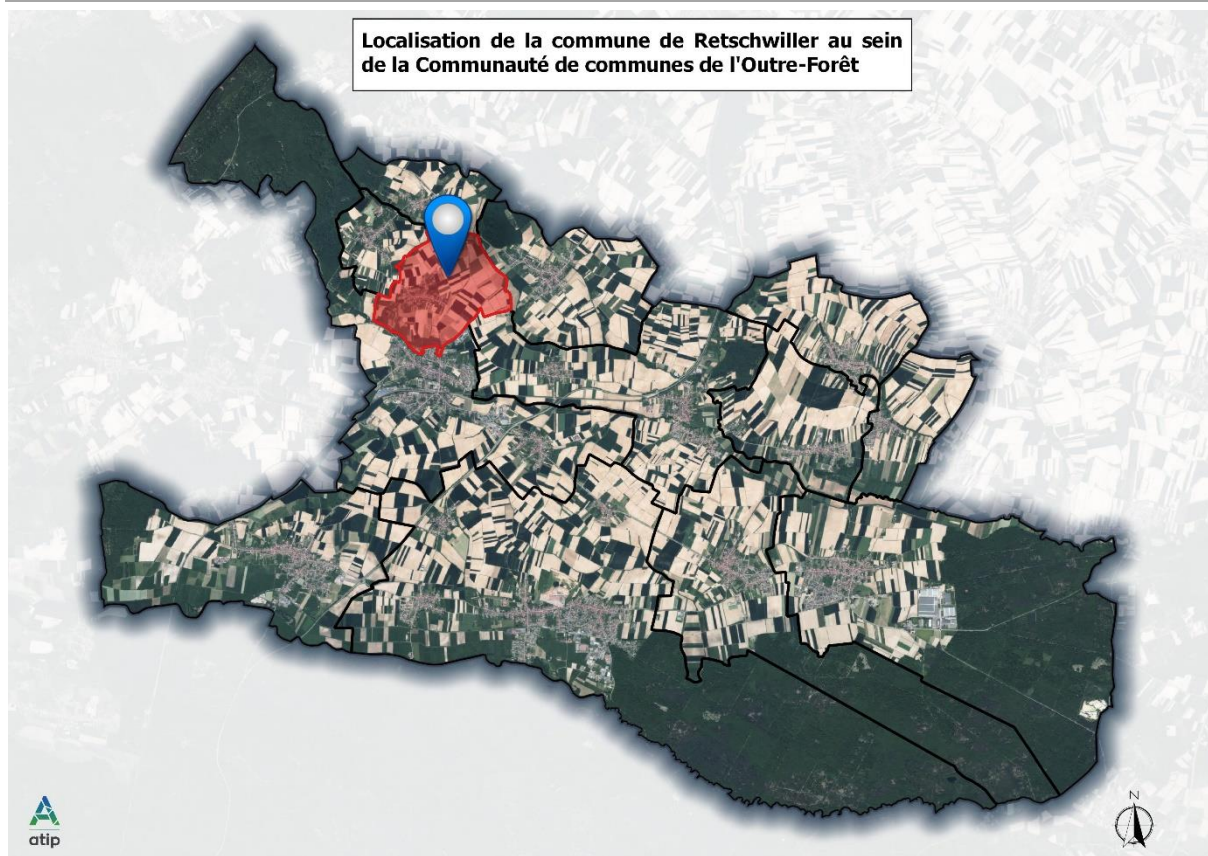 Localisation de la commune de Retschwiller au sein
de la Communauté de communes de l'Outre-Forêt
N
atip